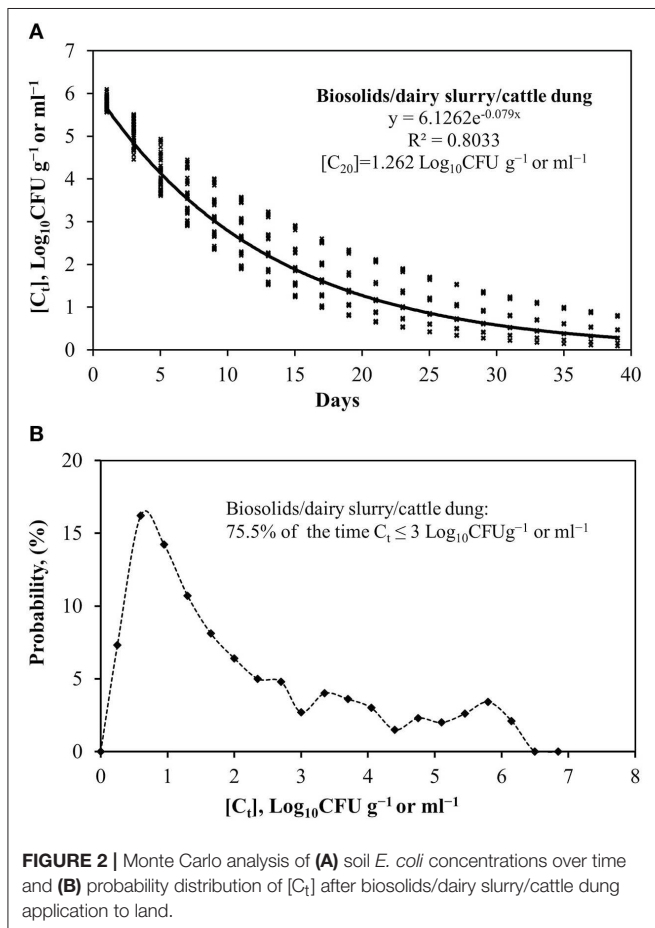 A
7
6
5
4
3
2
1
0
[Cₜ], Log₁₀CFU g⁻¹ or ml⁻¹
Biosolids/dairy slurry/cattle dung
y = 6.1262e⁻⁰·⁰⁷⁹ˣ
R² = 0.8033
[C₂₀]=1.262 Log₁₀CFU g⁻¹ or ml⁻¹
0 5 10 15 20 25 30 35 40
Days
B
20
15
10
5
0
Probability, (%)
Biosolids/dairy slurry/cattle dung:
75.5% of the time Cₜ ≤ 3 Log₁₀CFUg⁻¹ or ml⁻¹
0 1 2 3 4 5 6 7 8
[Cₜ], Log₁₀CFU g⁻¹ or ml⁻¹
FIGURE 2 | Monte Carlo analysis of (A) soil E. coli concentrations over time
and (B) probability distribution of [Cₜ] after biosolids/dairy slurry/cattle dung
application to land.